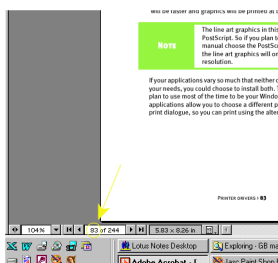 will be faster and graphics will be printed at
The line art graphics in this
PostScript. So if you plan t
NOTE
manual choose the PostSc
the line art graphics will or
resolution.
If your applications vary so much that neither o
your needs, you could choose to install both. T
plan to use most of the time to be your Windo
applications allow you to choose a different p
print dialogue, so you can print using the alter
PRINTER DRIVERS 83
104% 83 of 244 5.83 x 8.26 in
Lotus Notes Desktop Exploring - GB ma
Adobe Acrobat - [ Jasc Paint Shop